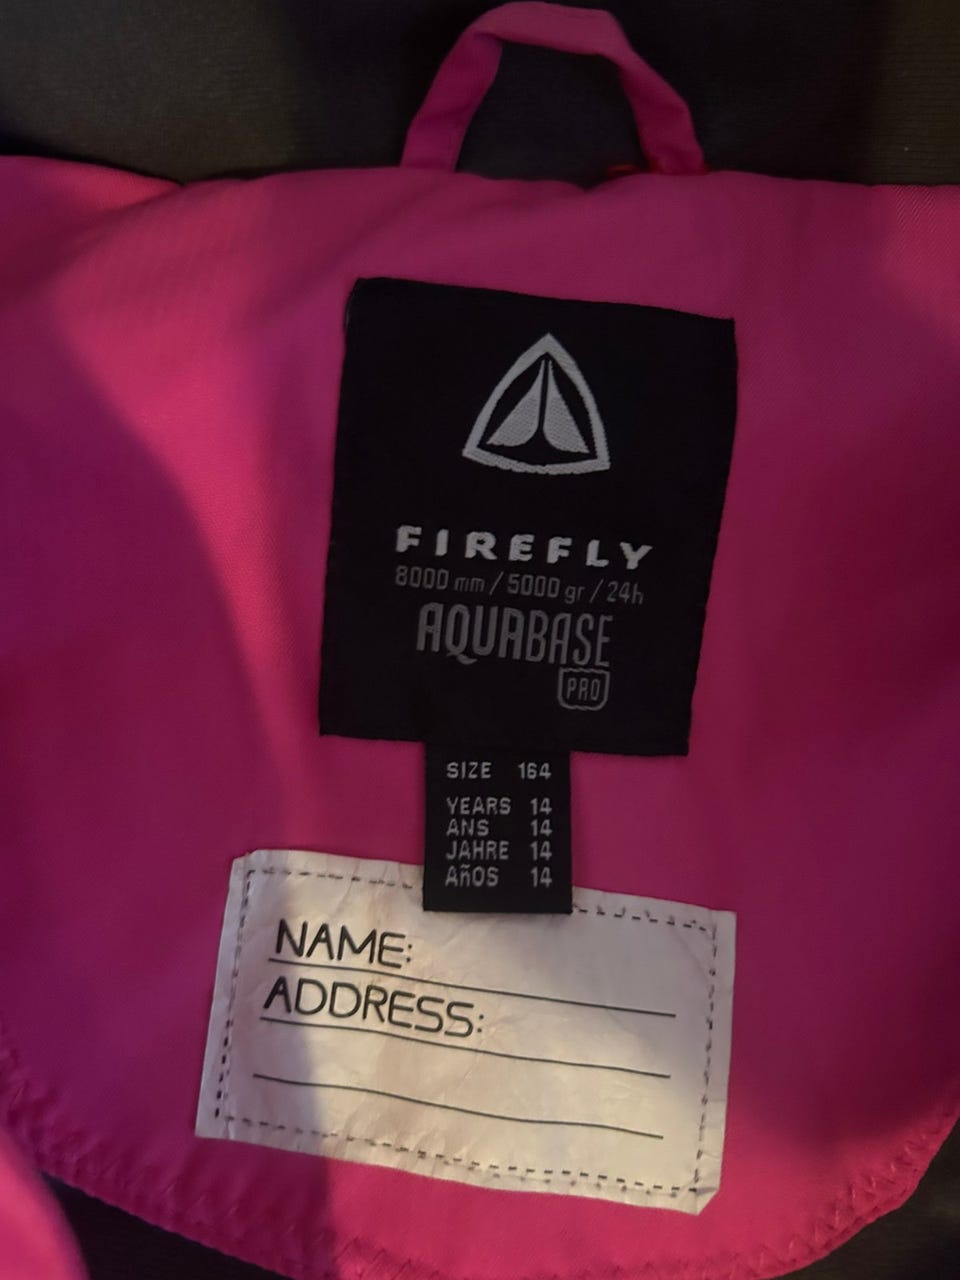 FIREFLY
8000 mm / 5000 gr / 24h
AQUABASE
PRO
SIZE 164
YEARS 14
ANS 14
JAHRE 14
AñOS 14
NAME:
ADDRESS: